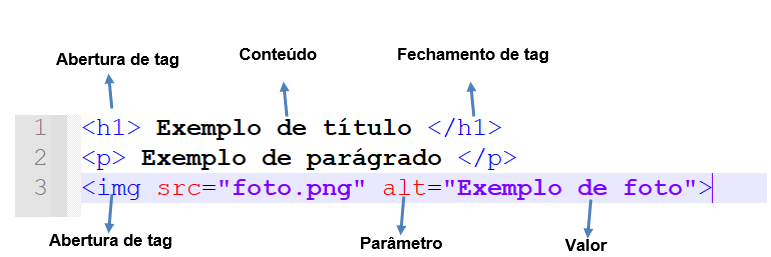 Abertura de tag Conteúdo Fechamento de tag
1 <h1> Exemplo de título </h1>
2 <p> Exemplo de parágrado </p>
3 <img src="foto.png" alt="Exemplo de foto">
Abertura de tag Parâmetro Valor